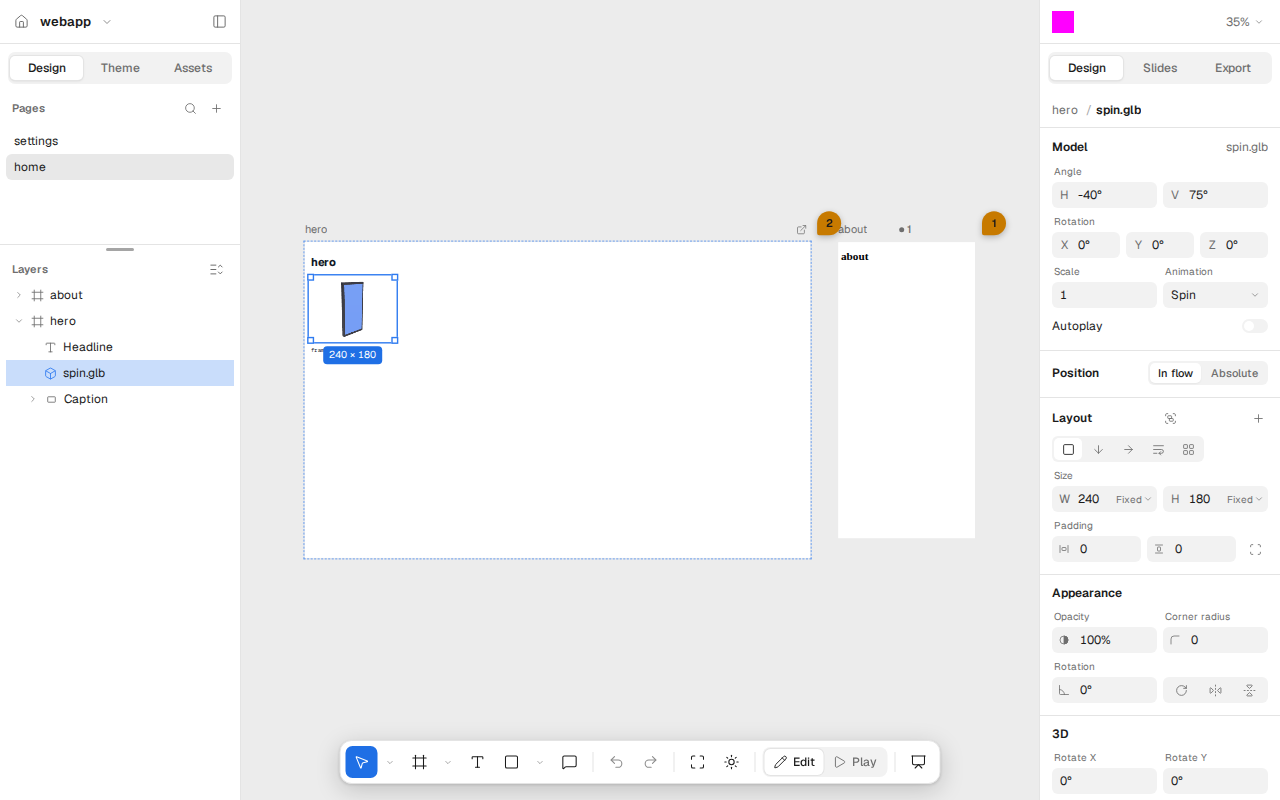 webapp
35%
Design
Theme
Assets
Design
Slides
Export
Pages
hero / spin.glb
settings
home
Model
spin.glb
Angle
H -40°
V 75°
Rotation
X 0°
Y 0°
Z 0°
Layers
about
hero
Headline
spin.glb
Caption
hero
2
about
1
1
hero
240 × 180
about
Scale
Animation
1
Spin
Autoplay
Position
In flow
Absolute
Layout
Size
W 240 Fixed
H 180 Fixed
Padding
0
0
Appearance
Opacity
Corner radius
100%
0
Rotation
0°
3D
Rotate X
Rotate Y
0°
0°
Edit
Play